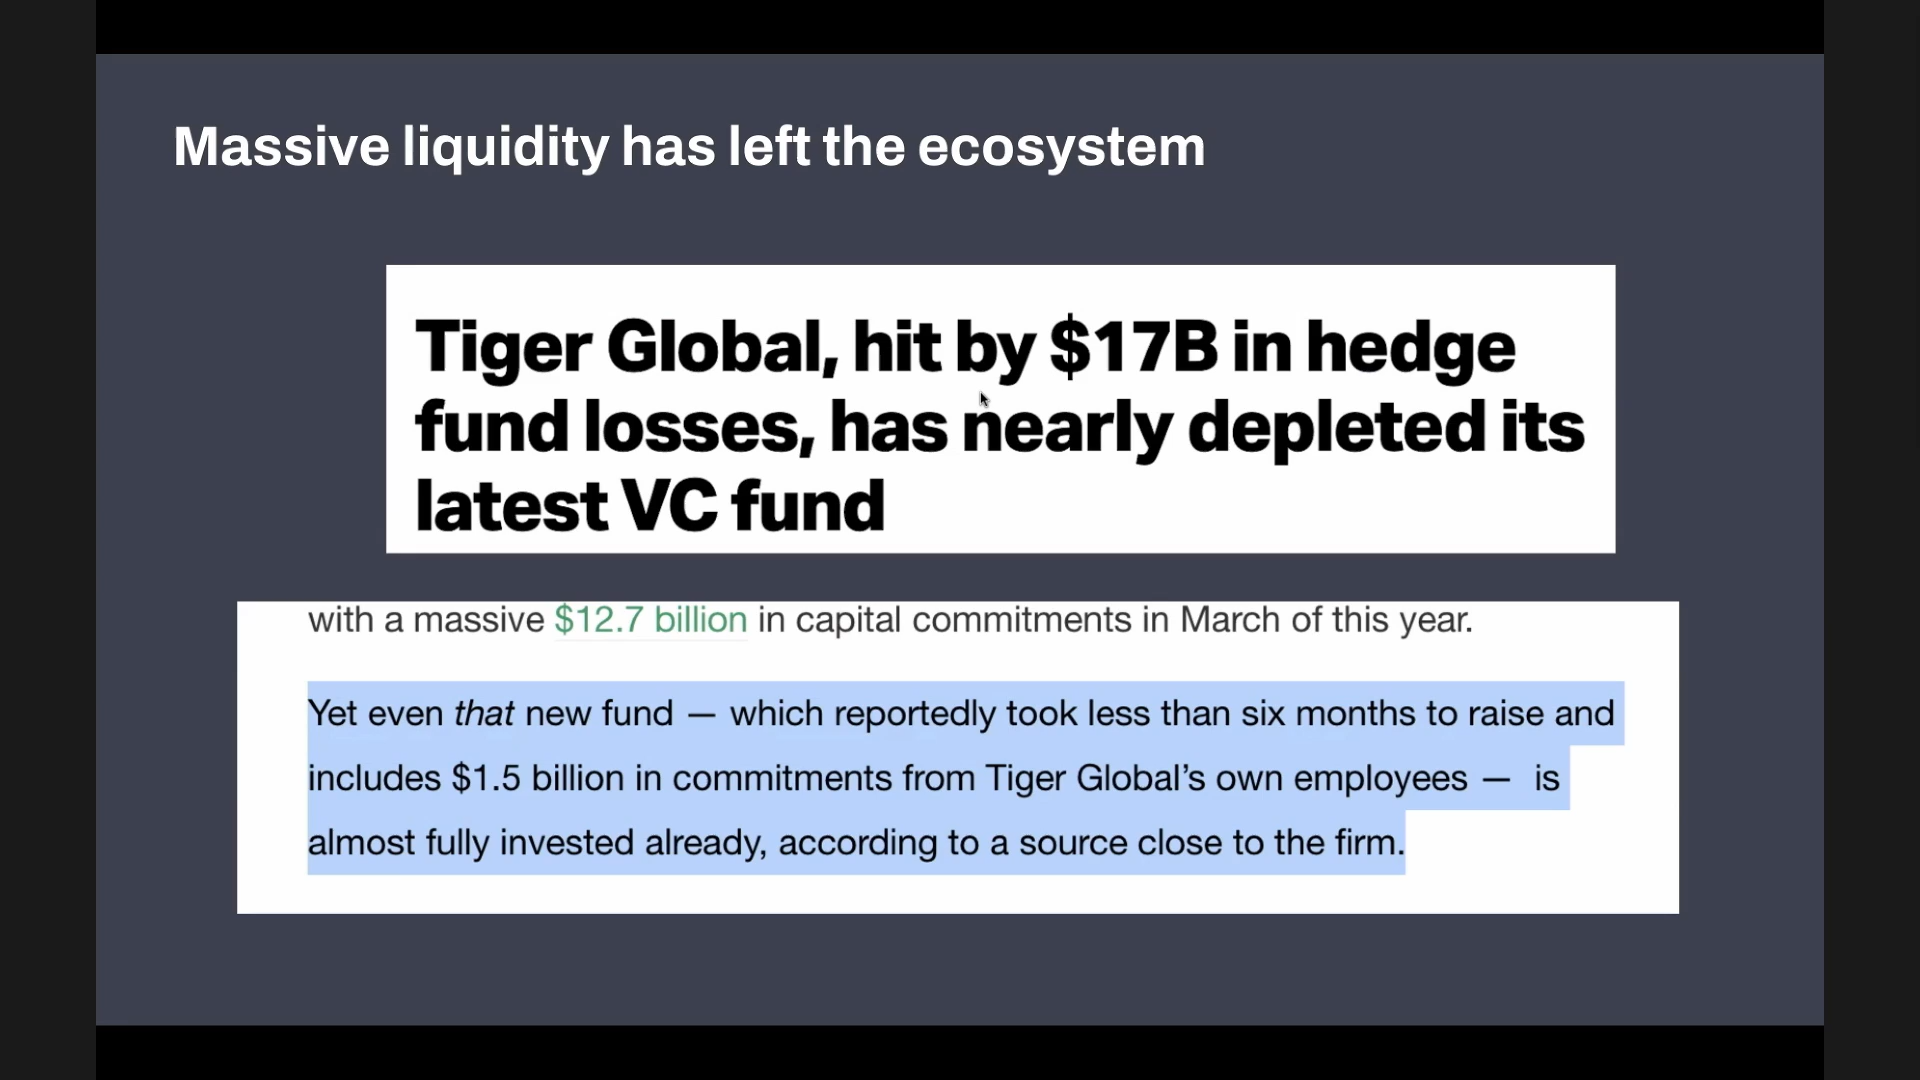 Massive liquidity has left the ecosystem
Tiger Global, hit by $17B in hedge
fund losses, has nearly depleted its
latest VC fund
with a massive $12.7 billion in capital commitments in March of this year.
Yet even that new fund — which reportedly took less than six months to raise and
includes $1.5 billion in commitments from Tiger Global’s own employees — is
almost fully invested already, according to a source close to the firm.